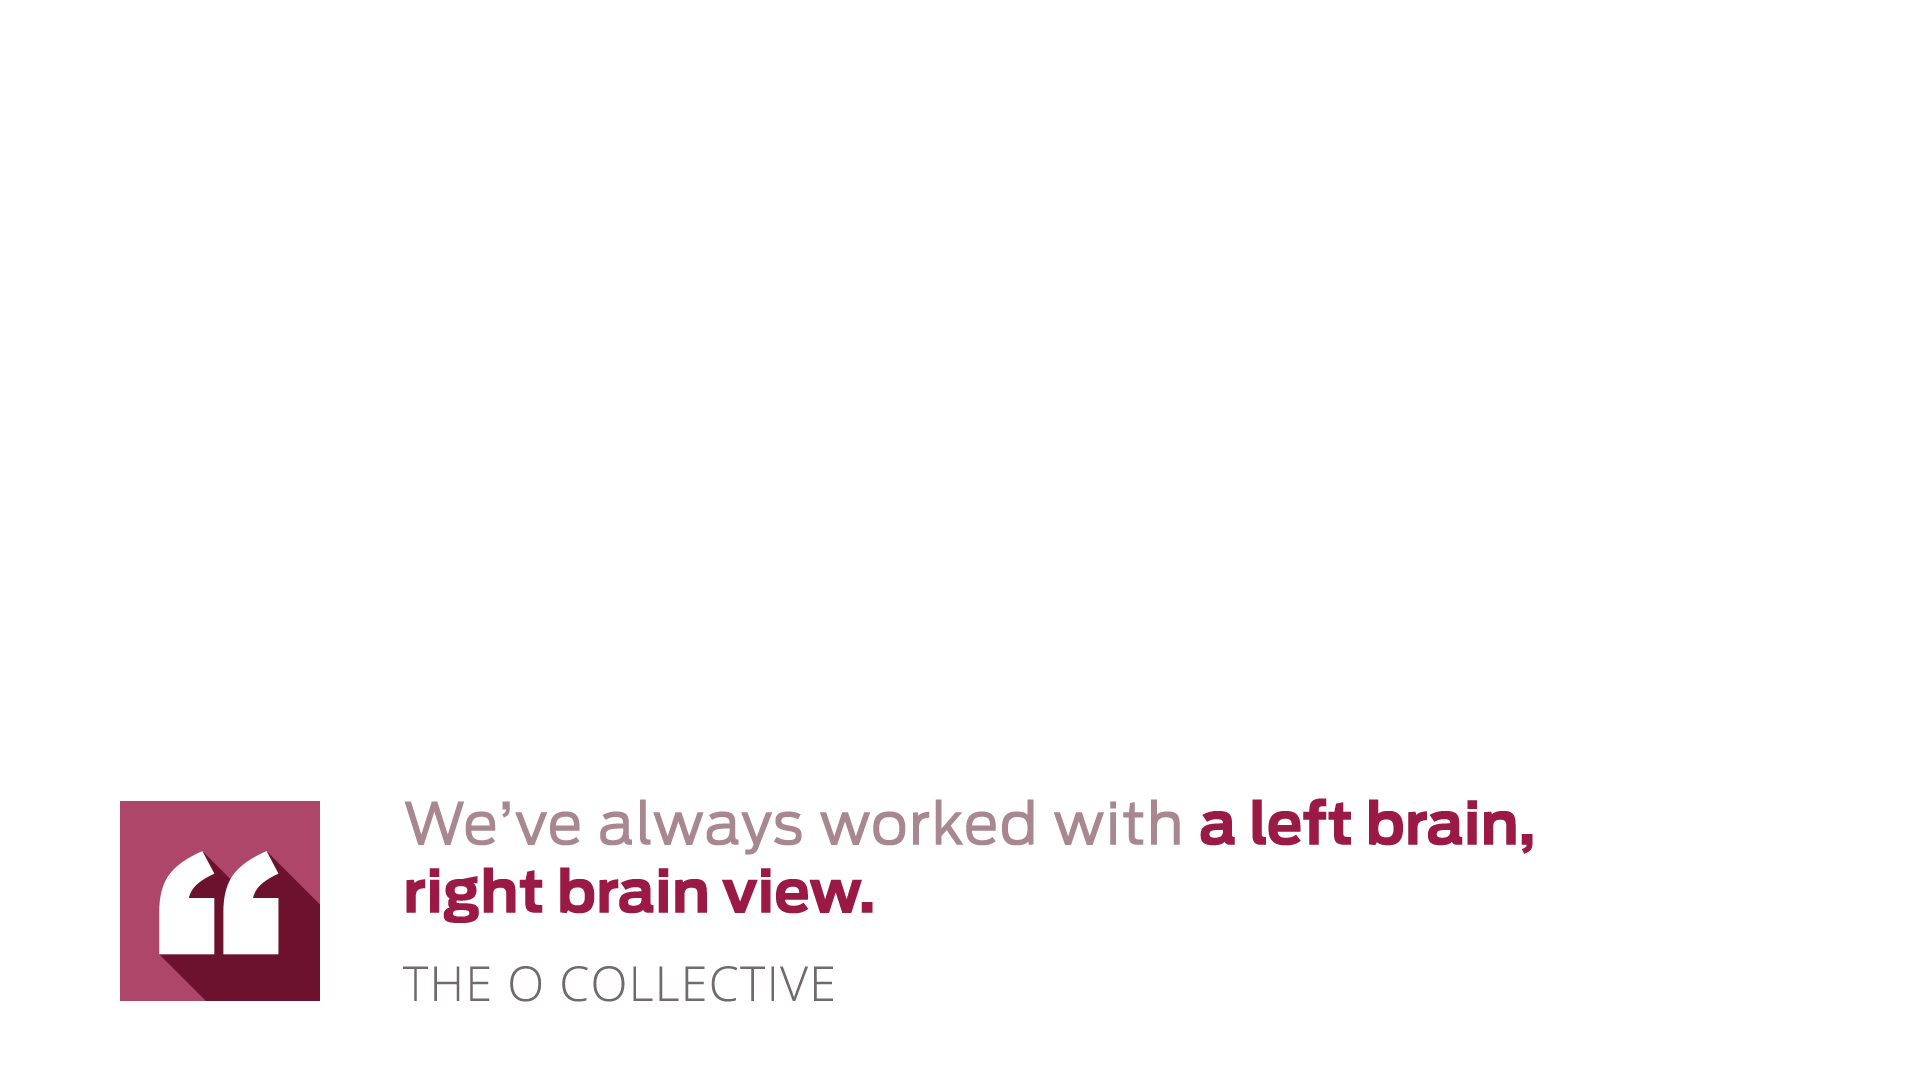 We’ve always worked with a left brain,
right brain view.
THE O COLLECTIVE